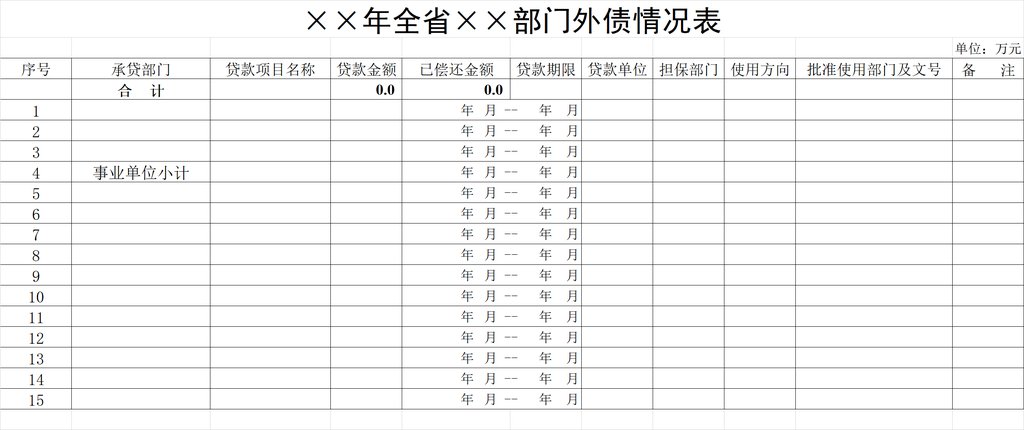 ××年全省××部门外债情况表
单位：万元
序号 承贷部门 贷款项目名称 贷款金额 已偿还金额 贷款期限 贷款单位 担保部门 使用方向 批准使用部门及文号 备 注
合 计 0.0 0.0
1 年 月 -- 年 月
2 年 月 -- 年 月
3 年 月 -- 年 月
4 事业单位小计 年 月 -- 年 月
5 年 月 -- 年 月
6 年 月 -- 年 月
7 年 月 -- 年 月
8 年 月 -- 年 月
9 年 月 -- 年 月
10 年 月 -- 年 月
11 年 月 -- 年 月
12 年 月 -- 年 月
13 年 月 -- 年 月
14 年 月 -- 年 月
15 年 月 -- 年 月